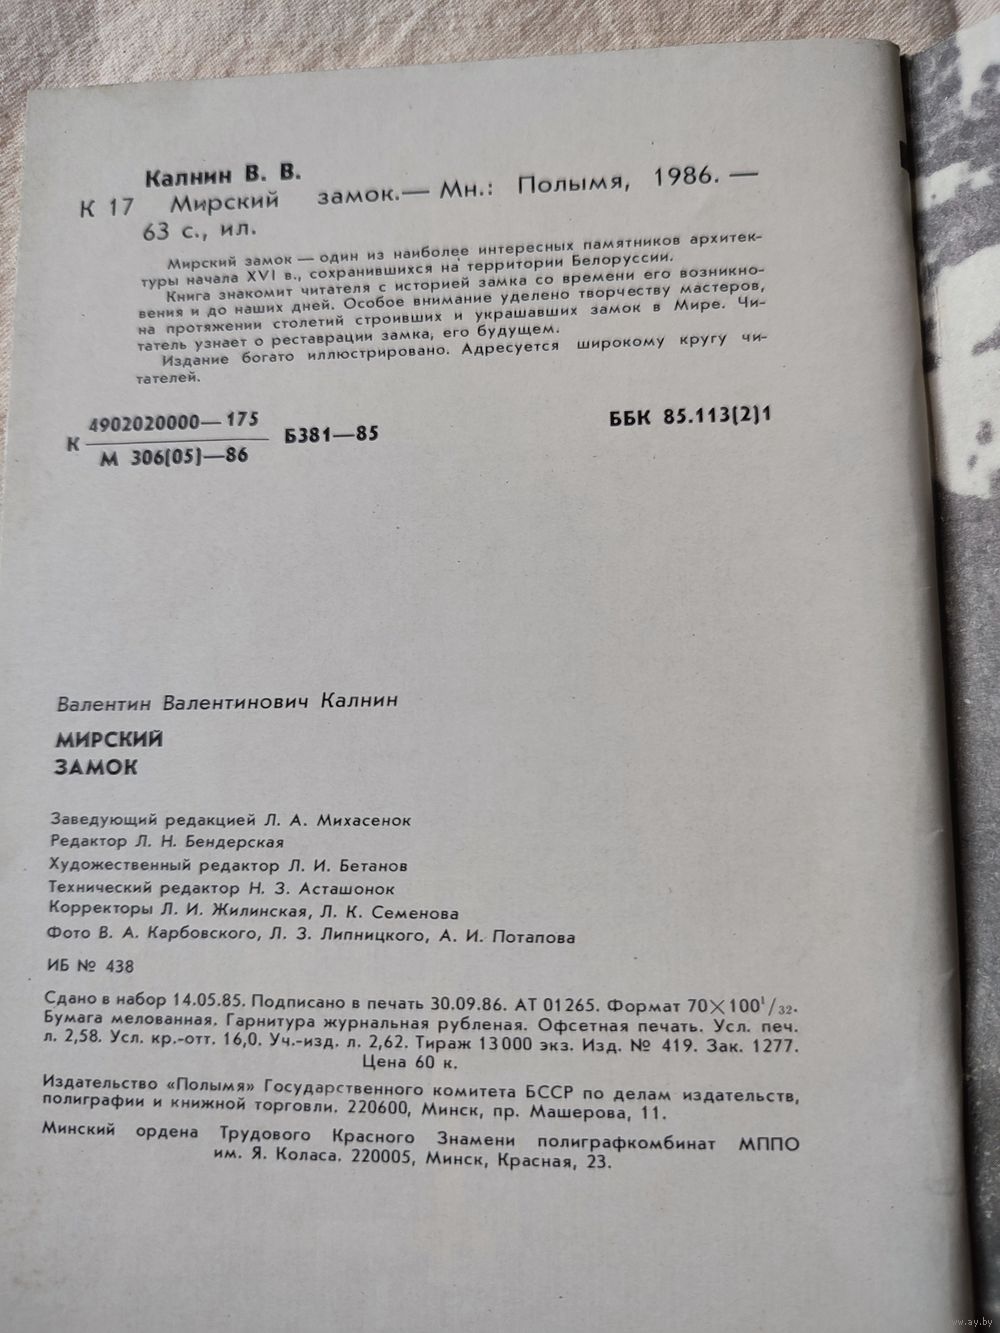 Калнин В. В.
К 17 Мирский замок.— Мн.: Полымя, 1986. —
63 с., ил.
Мирский замок — один из наиболее интересных памятников архитек-
туры начала XVI в., сохранившихся на территории Белоруссии.
Книга знакомит читателя с историей замка со времени его возникно-
вения и до наших дней. Особое внимание уделено творчеству мастеров,
на протяжении столетий строивших и украшавших замок в Мире. Чи-
татель узнает о реставрации замка, его будущем.
Издание богато иллюстрировано. Адресуется широкому кругу чи-
тателей.
4902020000—175
К Б381—85 ББК 85.113(2)1
М 306(05)—86
Валентин Валентинович Калнин
МИРСКИЙ
ЗАМОК
Заведующий редакцией Л. А. Михасенок
Редактор Л. Н. Бендерская
Художественный редактор Л. И. Бетанов
Технический редактор Н. З. Асташонок
Корректоры Л. И. Жилинская, Л. К. Семенова
Фото В. А. Карбовского, Л. З. Липницкого, А. И. Потапова
ИБ № 438
Сдано в набор 14.05.85. Подписано в печать 30.09.86. АТ 01265. Формат 70×100¹/₃₂.
Бумага мелованная. Гарнитура журнальная рубленая. Офсетная печать. Усл. печ.
л. 2,58. Усл. кр.-отт. 16,0. Уч.-изд. л. 2,62. Тираж 13 000 экз. Изд. № 419. Зак. 1277.
Цена 60 к.
Издательство «Полымя» Государственного комитета БССР по делам издательств,
полиграфии и книжной торговли. 220600, Минск, пр. Машерова, 11.
Минский ордена Трудового Красного Знамени полиграфкомбинат МППО
им. Я. Коласа. 220005, Минск, Красная, 23.
www.ay.by